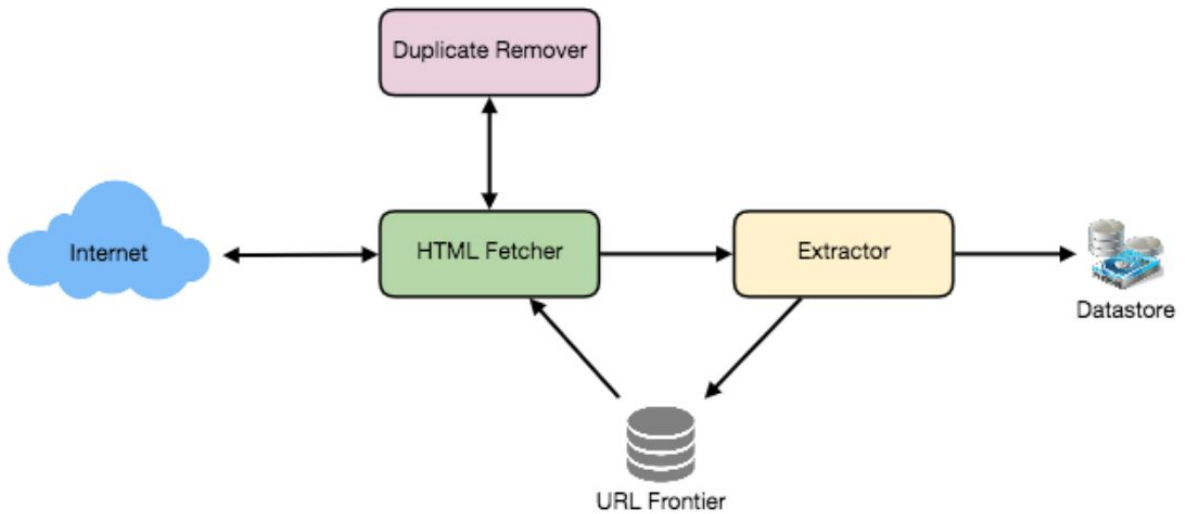 Duplicate Remover
Internet
HTML Fetcher
Extractor
Datastore
URL Frontier